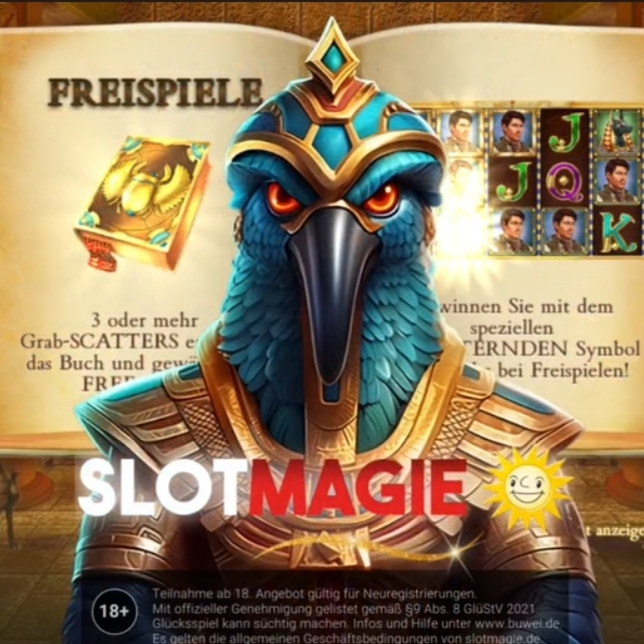 FREISPIELE
J
J
Q
K
3 oder mehr
Grab-SCATTERS
das Buch und
winnen Sie mit dem
speziellen
TERNDEN Symbol
bei Freispielen!
SLOTMAGIE
t anzeige
18+
Teilnahme ab 18. Angebot gültig für Neuregistrierungen.
Mit offizieller Genehmigung gelistet gemäß §9 Abs. 8 GlüStV 2021
Glücksspiel kann süchtig machen. Infos und Hilfe unter www.buwei.de
Es gelten die allgemeinen Geschäftsbedingungen von slotmagie.de.